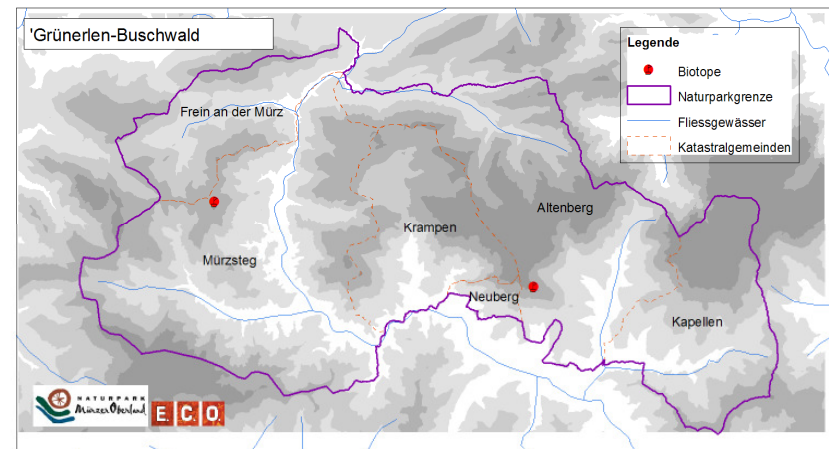 'Grünerlen-Buschwald
Legende
Biotope
Naturparkgrenze
Fliessgewässer
Katastralgemeinden
Frein an der Mürz
Altenberg
Krampen
Mürzsteg
Neuberg
Kapellen
NATURPARK
Mürzer Oberland
E.C.O.